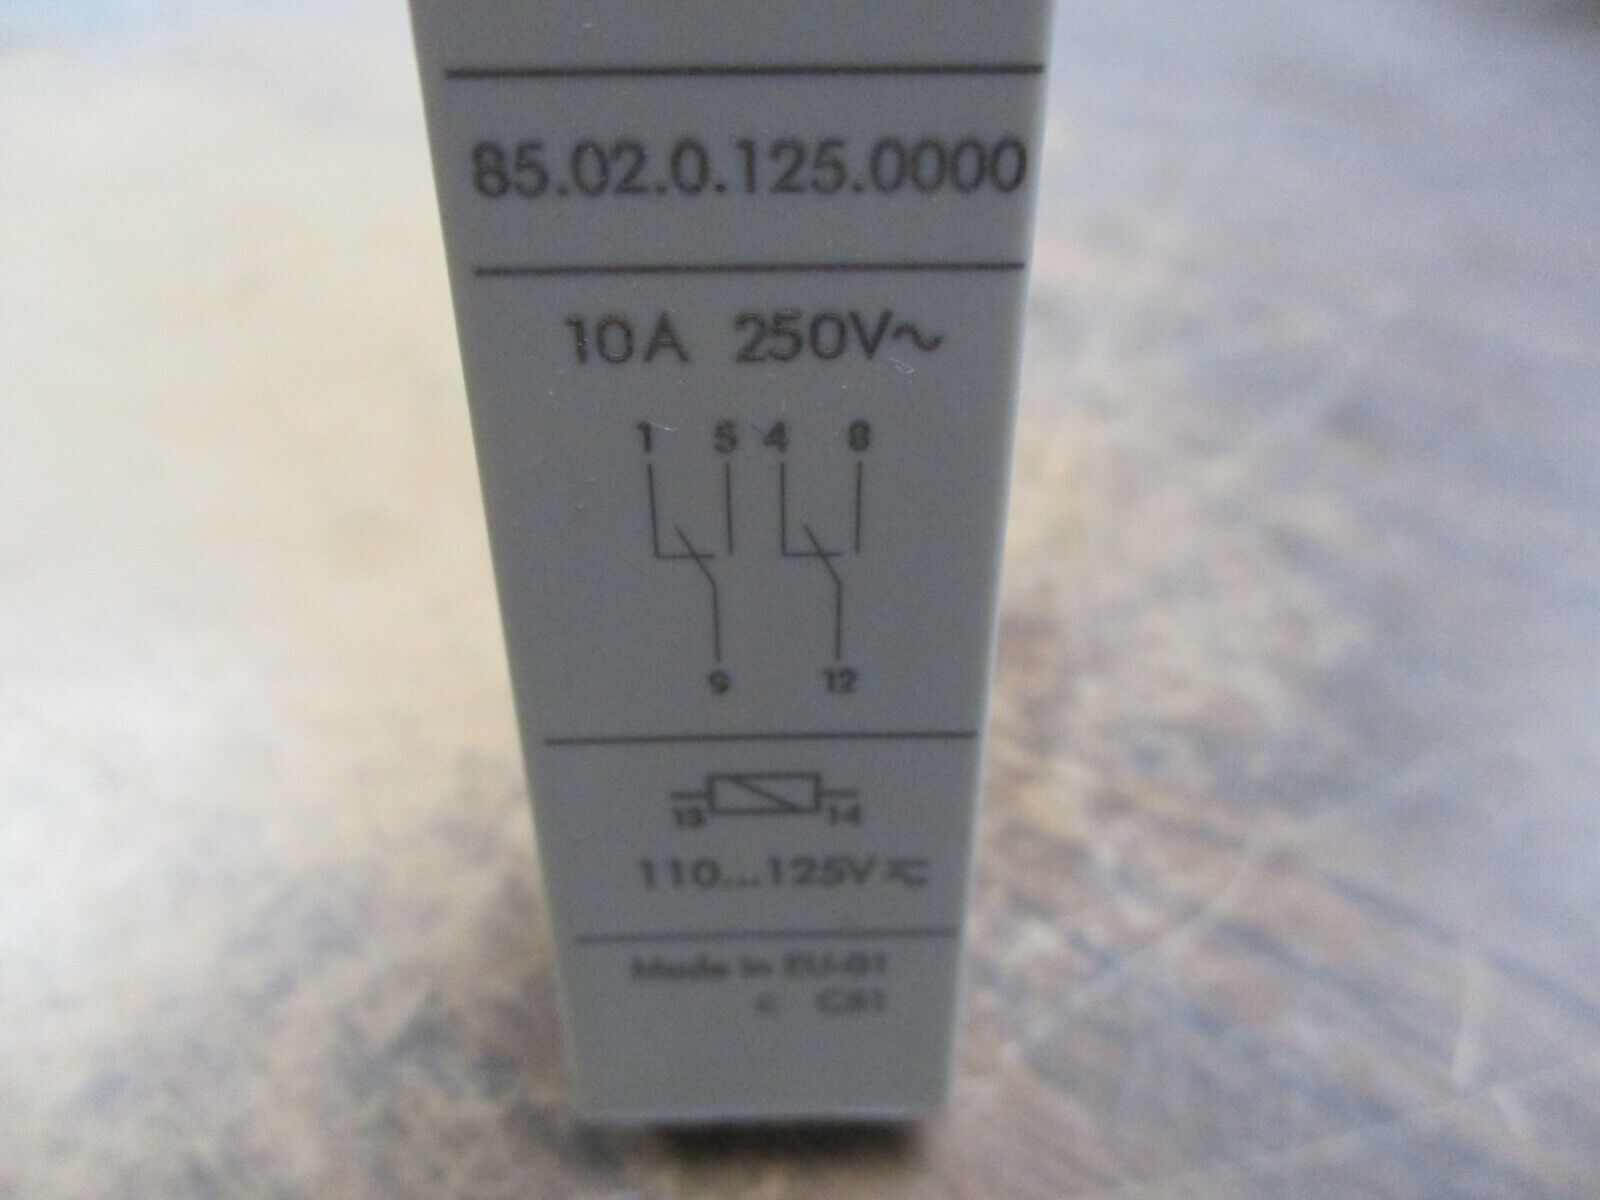 85.02.0.125.0000
10A 250V~
1 5 4 8
9 12
13 14
110...125V⎓
Made in EU-01
c C81